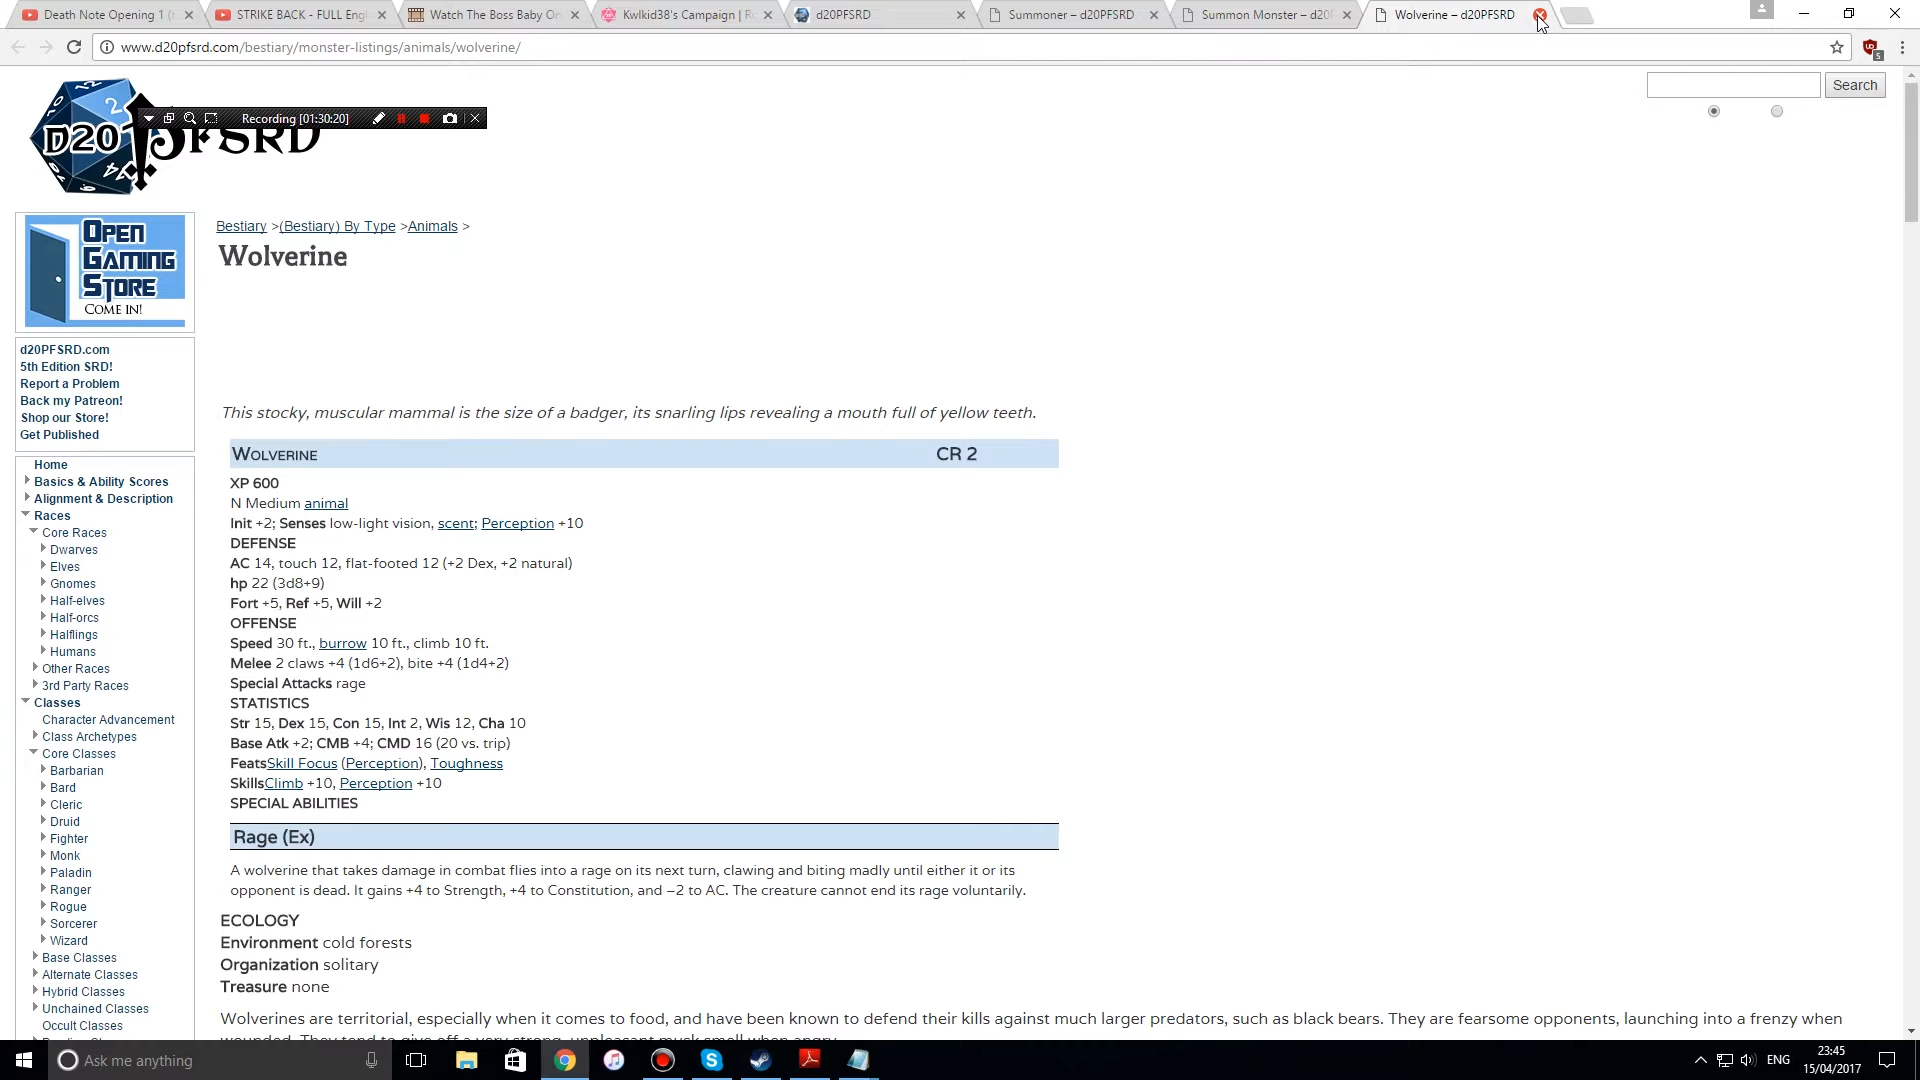 Death Note Opening 1 (
STRIKE BACK - FULL Eng
Watch The Boss Baby On
Kwlkid38's Campaign | R
d20PFSRD
Summoner – d20PFSRD
Summon Monster – d20
Wolverine – d20PFSRD
www.d20pfsrd.com/bestiary/monster-listings/animals/wolverine/
5
Search
Recording [01:30:20]
D20PFSRD
OPEN
GAMING
STORE
COME IN!
Bestiary >(Bestiary) By Type >Animals >
Wolverine
d20PFSRD.com
5th Edition SRD!
Report a Problem
Back my Patreon!
Shop our Store!
Get Published
Home
Basics & Ability Scores
Alignment & Description
Races
Core Races
Dwarves
Elves
Gnomes
Half-elves
Half-orcs
Halflings
Humans
Other Races
3rd Party Races
Classes
Character Advancement
Class Archetypes
Core Classes
Barbarian
Bard
Cleric
Druid
Fighter
Monk
Paladin
Ranger
Rogue
Sorcerer
Wizard
Base Classes
Alternate Classes
Hybrid Classes
Unchained Classes
Occult Classes
This stocky, muscular mammal is the size of a badger, its snarling lips revealing a mouth full of yellow teeth.
WOLVERINE CR 2
XP 600
N Medium animal
Init +2; Senses low-light vision, scent; Perception +10
DEFENSE
AC 14, touch 12, flat-footed 12 (+2 Dex, +2 natural)
hp 22 (3d8+9)
Fort +5, Ref +5, Will +2
OFFENSE
Speed 30 ft., burrow 10 ft., climb 10 ft.
Melee 2 claws +4 (1d6+2), bite +4 (1d4+2)
Special Attacks rage
STATISTICS
Str 15, Dex 15, Con 15, Int 2, Wis 12, Cha 10
Base Atk +2; CMB +4; CMD 16 (20 vs. trip)
FeatsSkill Focus (Perception), Toughness
SkillsClimb +10, Perception +10
SPECIAL ABILITIES
Rage (Ex)
A wolverine that takes damage in combat flies into a rage on its next turn, clawing and biting madly until either it or its
opponent is dead. It gains +4 to Strength, +4 to Constitution, and –2 to AC. The creature cannot end its rage voluntarily.
ECOLOGY
Environment cold forests
Organization solitary
Treasure none
Wolverines are territorial, especially when it comes to food, and have been known to defend their kills against much larger predators, such as black bears. They are fearsome opponents, launching into a frenzy when
wounded. They tend to give off a very strong, unpleasant musk smell when angry.
Ask me anything
ENG
23:45
15/04/2017